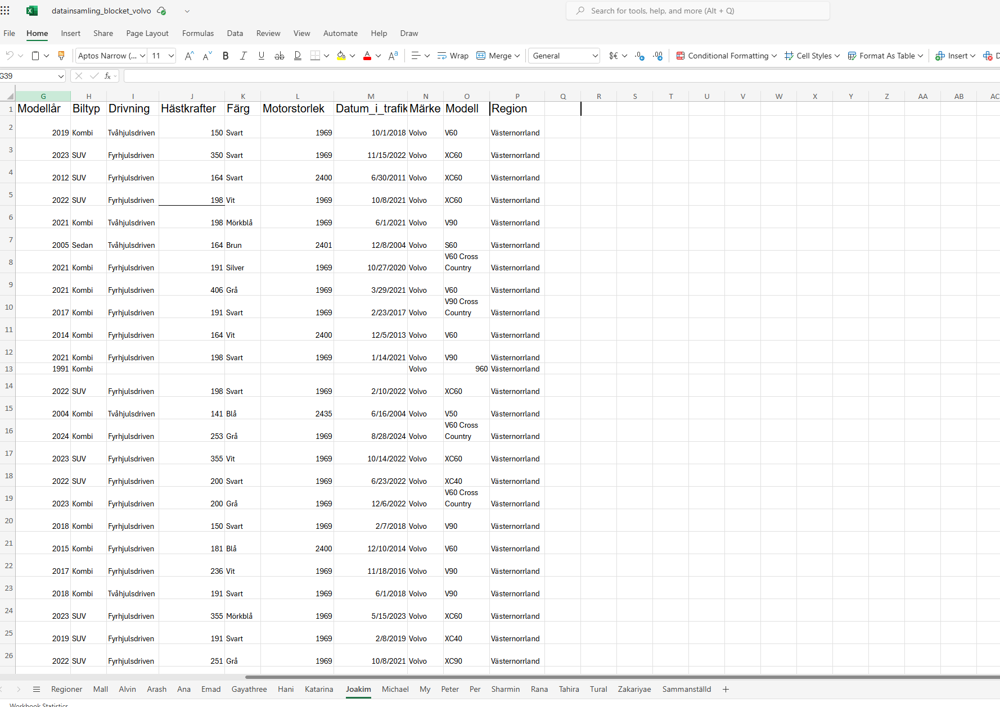 datainsamling_blocket_volvo
Search for tools, help, and more (Alt + Q)
File Home Insert Share Page Layout Formulas Data Review View Automate Help Draw
Aptos Narrow (... 11 Wrap Merge General Conditional Formatting Cell Styles Format As Table Insert
G39 fx
G H I J K L M N O P Q R S T U V W X Y Z AA AB AC
1 Modellår Biltyp Drivning Hästkrafter Färg Motorstorlek Datum_i_trafik Märke Modell Region
2 2019 Kombi Tvåhjulsdriven 150 Svart 1969 10/1/2018 Volvo V60 Västernorrland
3 2023 SUV Fyrhjulsdriven 350 Svart 1969 11/15/2022 Volvo XC60 Västernorrland
4 2012 SUV Fyrhjulsdriven 164 Svart 2400 6/30/2011 Volvo XC60 Västernorrland
5 2022 SUV Fyrhjulsdriven 198 Vit 1969 10/8/2021 Volvo XC60 Västernorrland
6 2021 Kombi Tvåhjulsdriven 198 Mörkblå 1969 6/1/2021 Volvo V90 Västernorrland
7 2005 Sedan Tvåhjulsdriven 164 Brun 2401 12/8/2004 Volvo S60 Västernorrland
8 2021 Kombi Fyrhjulsdriven 191 Silver 1969 10/27/2020 Volvo V60 Cross Country Västernorrland
9 2021 Kombi Fyrhjulsdriven 406 Grå 1969 3/29/2021 Volvo V60 Västernorrland
10 2017 Kombi Fyrhjulsdriven 191 Svart 1969 2/23/2017 Volvo V90 Cross Country Västernorrland
11 2014 Kombi Fyrhjulsdriven 164 Vit 2400 12/5/2013 Volvo V60 Västernorrland
12 2021 Kombi Fyrhjulsdriven 198 Svart 1969 1/14/2021 Volvo V90 Västernorrland
13 1991 Kombi Volvo 960 Västernorrland
14 2022 SUV Fyrhjulsdriven 198 Svart 1969 2/10/2022 Volvo XC60 Västernorrland
15 2004 Kombi Tvåhjulsdriven 141 Blå 2435 6/16/2004 Volvo V50 Västernorrland
16 2024 Kombi Fyrhjulsdriven 253 Grå 1969 8/28/2024 Volvo V60 Cross Country Västernorrland
17 2023 SUV Fyrhjulsdriven 355 Vit 1969 10/14/2022 Volvo XC60 Västernorrland
18 2022 SUV Fyrhjulsdriven 200 Svart 1969 6/23/2022 Volvo XC40 Västernorrland
19 2023 Kombi Fyrhjulsdriven 200 Grå 1969 12/6/2022 Volvo V60 Cross Country Västernorrland
20 2018 Kombi Fyrhjulsdriven 150 Svart 1969 2/7/2018 Volvo V90 Västernorrland
21 2015 Kombi Fyrhjulsdriven 181 Blå 2400 12/10/2014 Volvo V60 Västernorrland
22 2017 Kombi Fyrhjulsdriven 236 Vit 1969 11/18/2016 Volvo V90 Västernorrland
23 2018 Kombi Tvåhjulsdriven 191 Svart 1969 6/1/2018 Volvo V90 Västernorrland
24 2023 SUV Fyrhjulsdriven 355 Mörkblå 1969 5/15/2023 Volvo XC60 Västernorrland
25 2019 SUV Fyrhjulsdriven 191 Svart 1969 2/8/2019 Volvo XC40 Västernorrland
26 2022 SUV Fyrhjulsdriven 251 Grå 1969 10/8/2021 Volvo XC90 Västernorrland
Regioner Mall Alvin Arash Ana Emad Gayathree Hani Katarina Joakim Michael My Peter Per Sharmin Rana Tahira Tural Zakariyae Sammanställd
Workbook Statistics